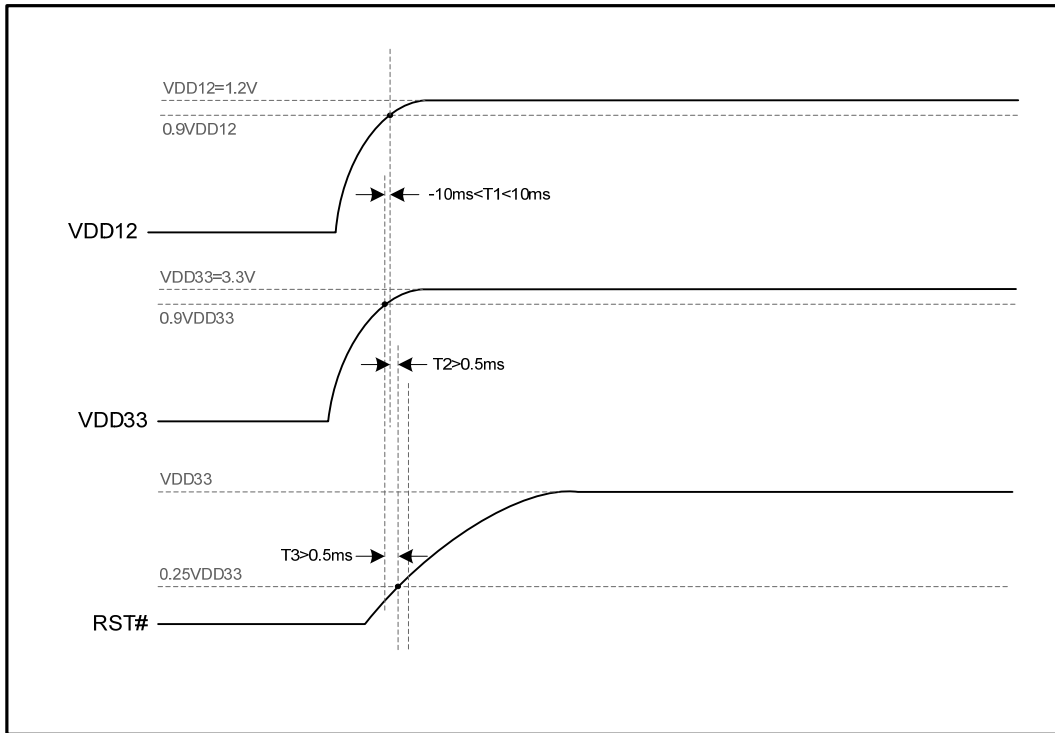 VDD12=1.2V
0.9VDD12
-10ms<T1<10ms
VDD12
VDD33=3.3V
0.9VDD33
T2>0.5ms
VDD33
VDD33
T3>0.5ms
0.25VDD33
RST#